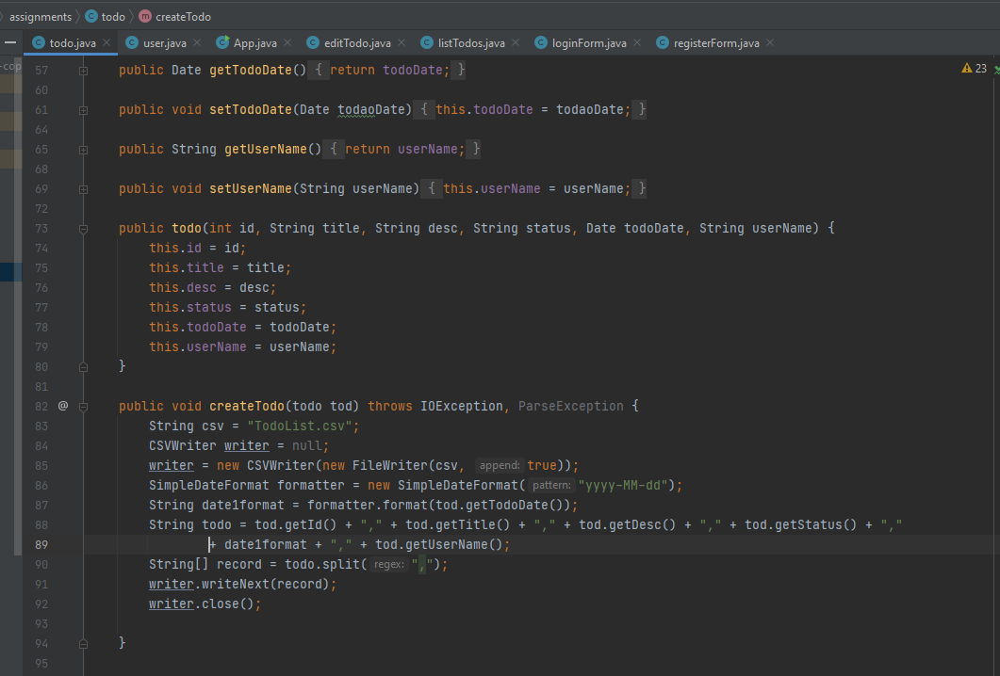 assignments todo createTodo
todo.java user.java App.java editTodo.java listTodos.java loginForm.java registerForm.java
-cop
23
57 public Date getTodoDate() { return todoDate; }
60
61 public void setTodoDate(Date todaoDate) { this.todoDate = todaoDate; }
64
65 public String getUserName() { return userName; }
68
69 public void setUserName(String userName) { this.userName = userName; }
72
73 public todo(int id, String title, String desc, String status, Date todoDate, String userName) {
74 this.id = id;
75 this.title = title;
76 this.desc = desc;
77 this.status = status;
78 this.todoDate = todoDate;
79 this.userName = userName;
80 }
81
82 @ public void createTodo(todo tod) throws IOException, ParseException {
83 String csv = "TodoList.csv";
84 CSVWriter writer = null;
85 writer = new CSVWriter(new FileWriter(csv, append: true));
86 SimpleDateFormat formatter = new SimpleDateFormat( pattern: "yyyy-MM-dd");
87 String date1format = formatter.format(tod.getTodoDate());
88 String todo = tod.getId() + "," + tod.getTitle() + "," + tod.getDesc() + "," + tod.getStatus() + ","
89 + date1format + "," + tod.getUserName();
90 String[] record = todo.split( regex: ",");
91 writer.writeNext(record);
92 writer.close();
93
94 }
95